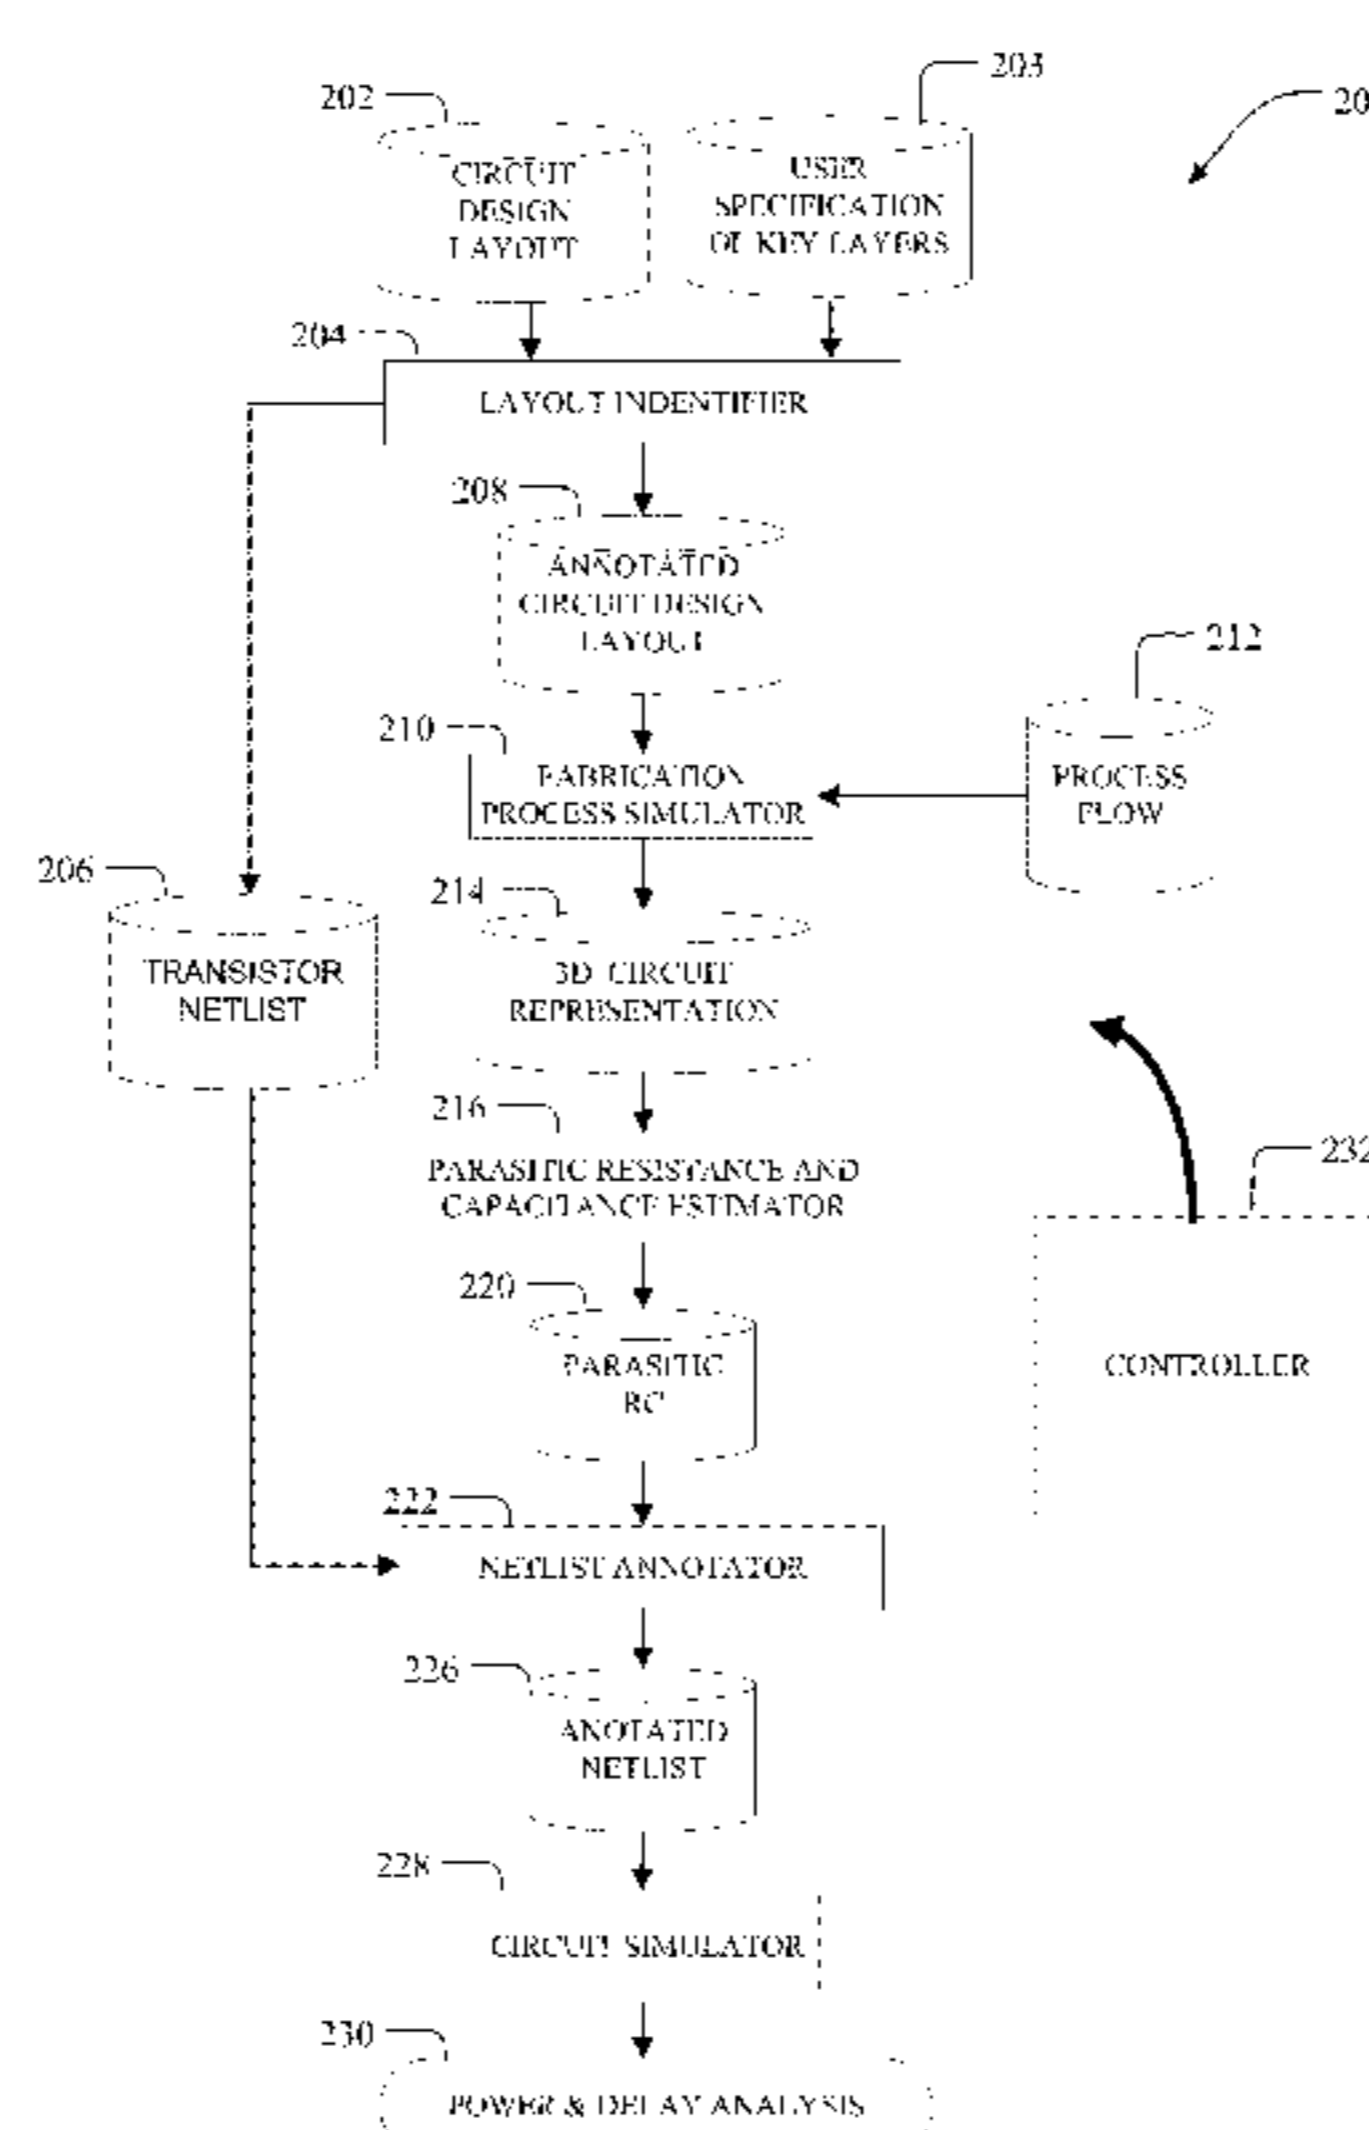 202
203
20
CIRCUIT
DESIGN
LAYOUT
USER
SPECIFICATION
OF KEY LAYERS
204
LAYOUT INDENTIFIER
208
ANNOTATED
CIRCUIT DESIGN
LAYOUT
212
210
FABRICATION
PROCESS SIMULATOR
PROCESS
FLOW
206
214
TRANSISTOR
NETLIST
3D CIRCUIT
REPRESENTATION
216
232
PARASITIC RESISTANCE AND
CAPACITANCE ESTIMATOR
220
PARASITIC
RC
CONTROLLER
222
NETLIST ANNOTATOR
226
ANOTATED
NETLIST
228
CIRCUIT SIMULATOR
230
POWER & DELAY ANALYSIS